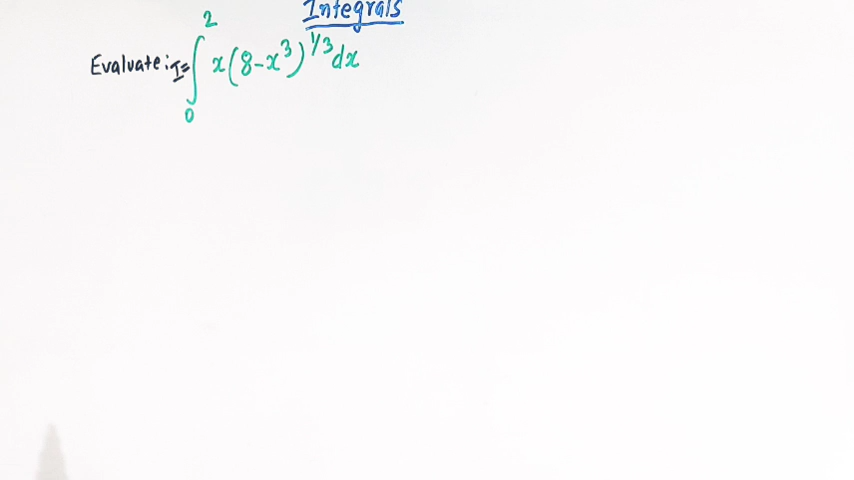 Integrals
Evaluate: I = ∫₀² x(8-x³)^{1/3} dx